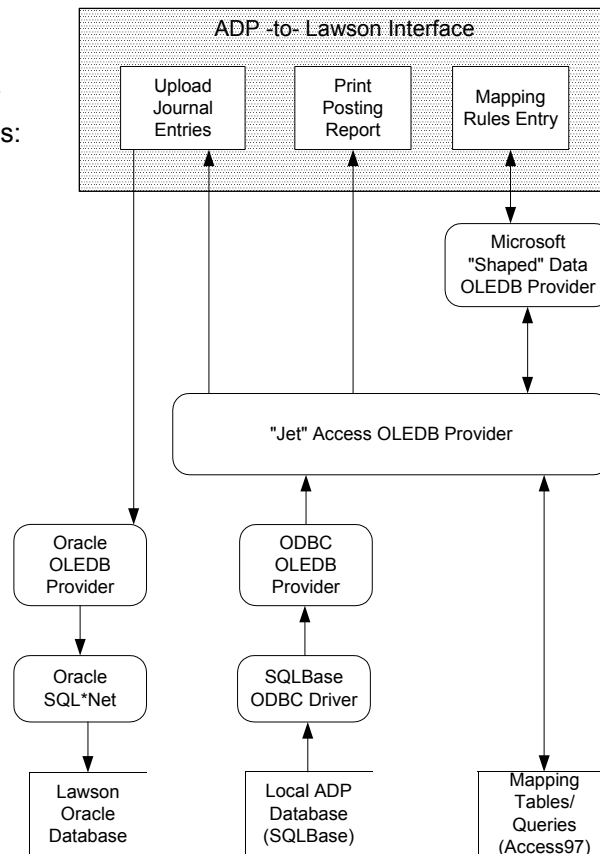 ADP -to- Lawson Interface
s:
Upload
Journal
Entries
Print
Posting
Report
Mapping
Rules Entry
Microsoft
"Shaped" Data
OLEDB Provider
"Jet" Access OLEDB Provider
Oracle
OLEDB
Provider
ODBC
OLEDB
Provider
Oracle
SQL*Net
SQLBase
ODBC Driver
Lawson
Oracle
Database
Local ADP
Database
(SQLBase)
Mapping
Tables/
Queries
(Access97)